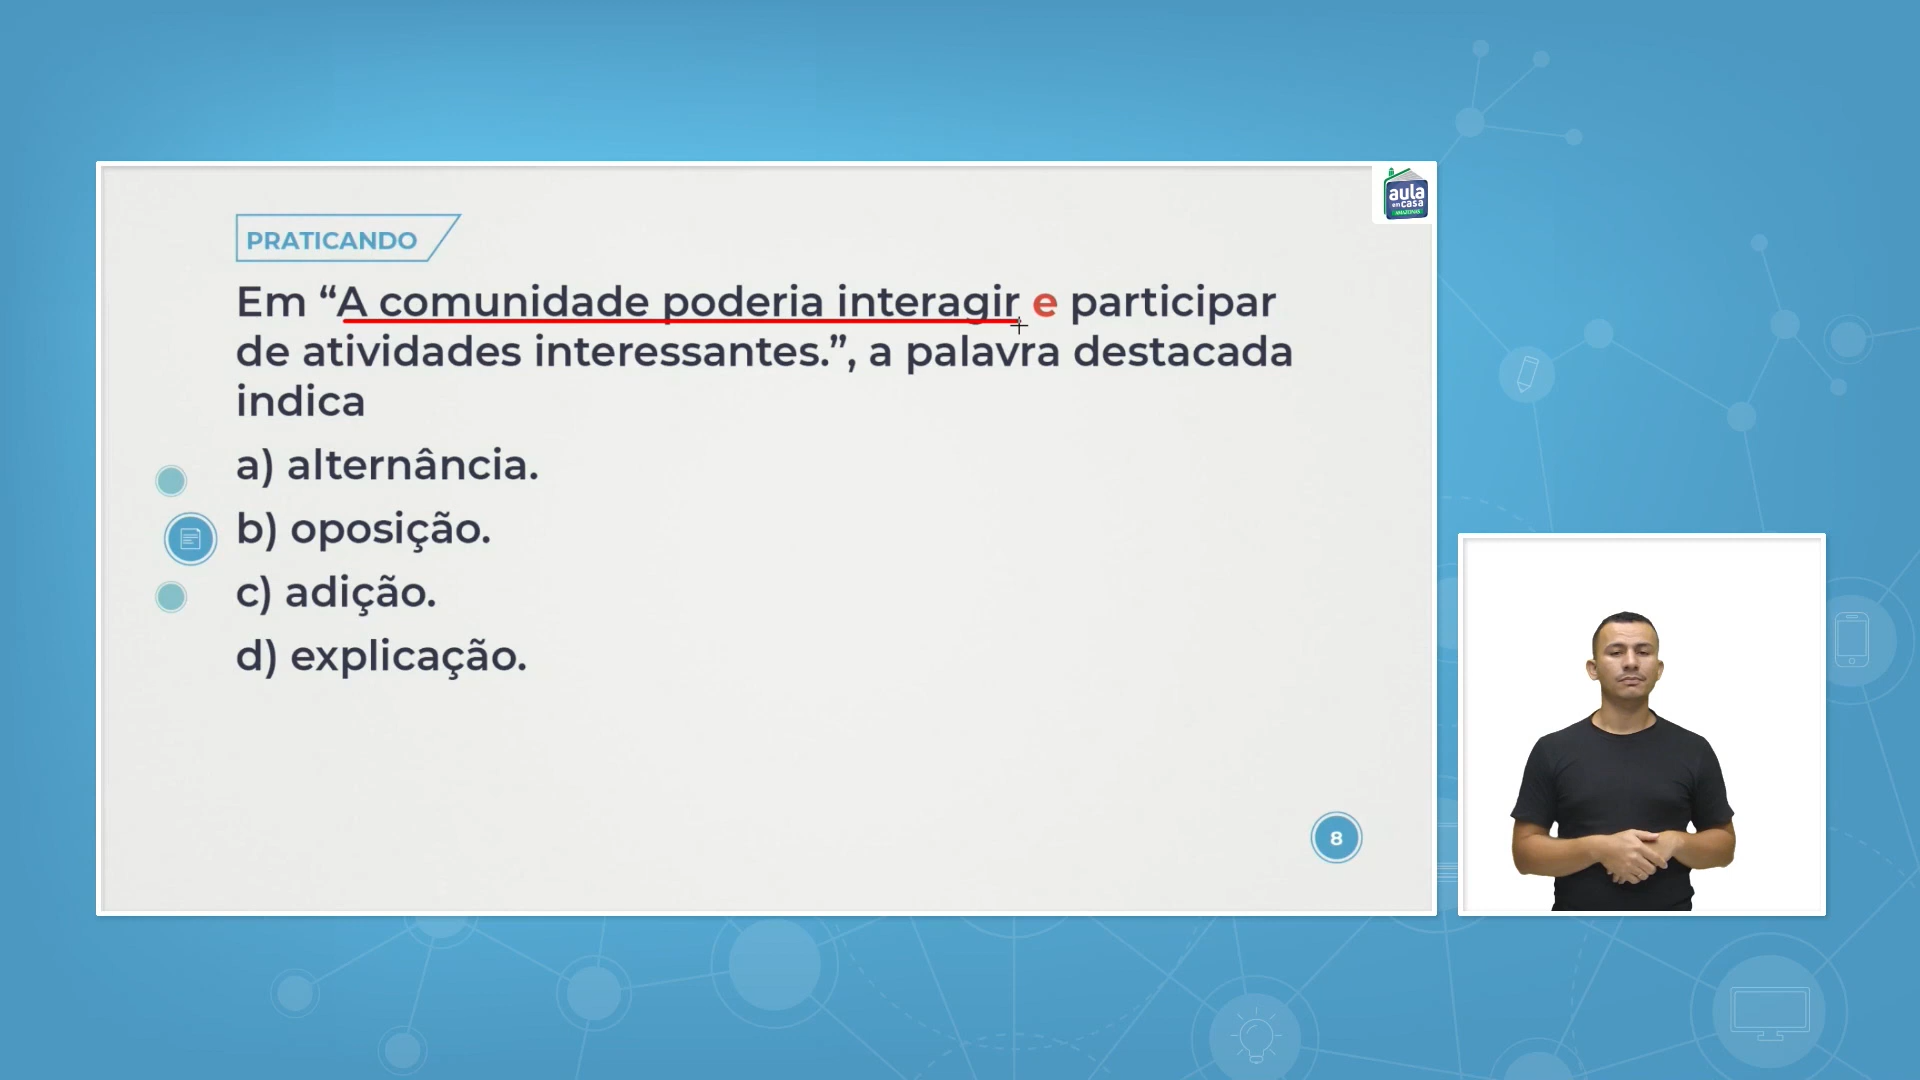 aula
em casa
AMAZONAS
PRATICANDO
Em “A comunidade poderia interagir e participar
de atividades interessantes.”, a palavra destacada
indica
a) alternância.
b) oposição.
c) adição.
d) explicação.
8